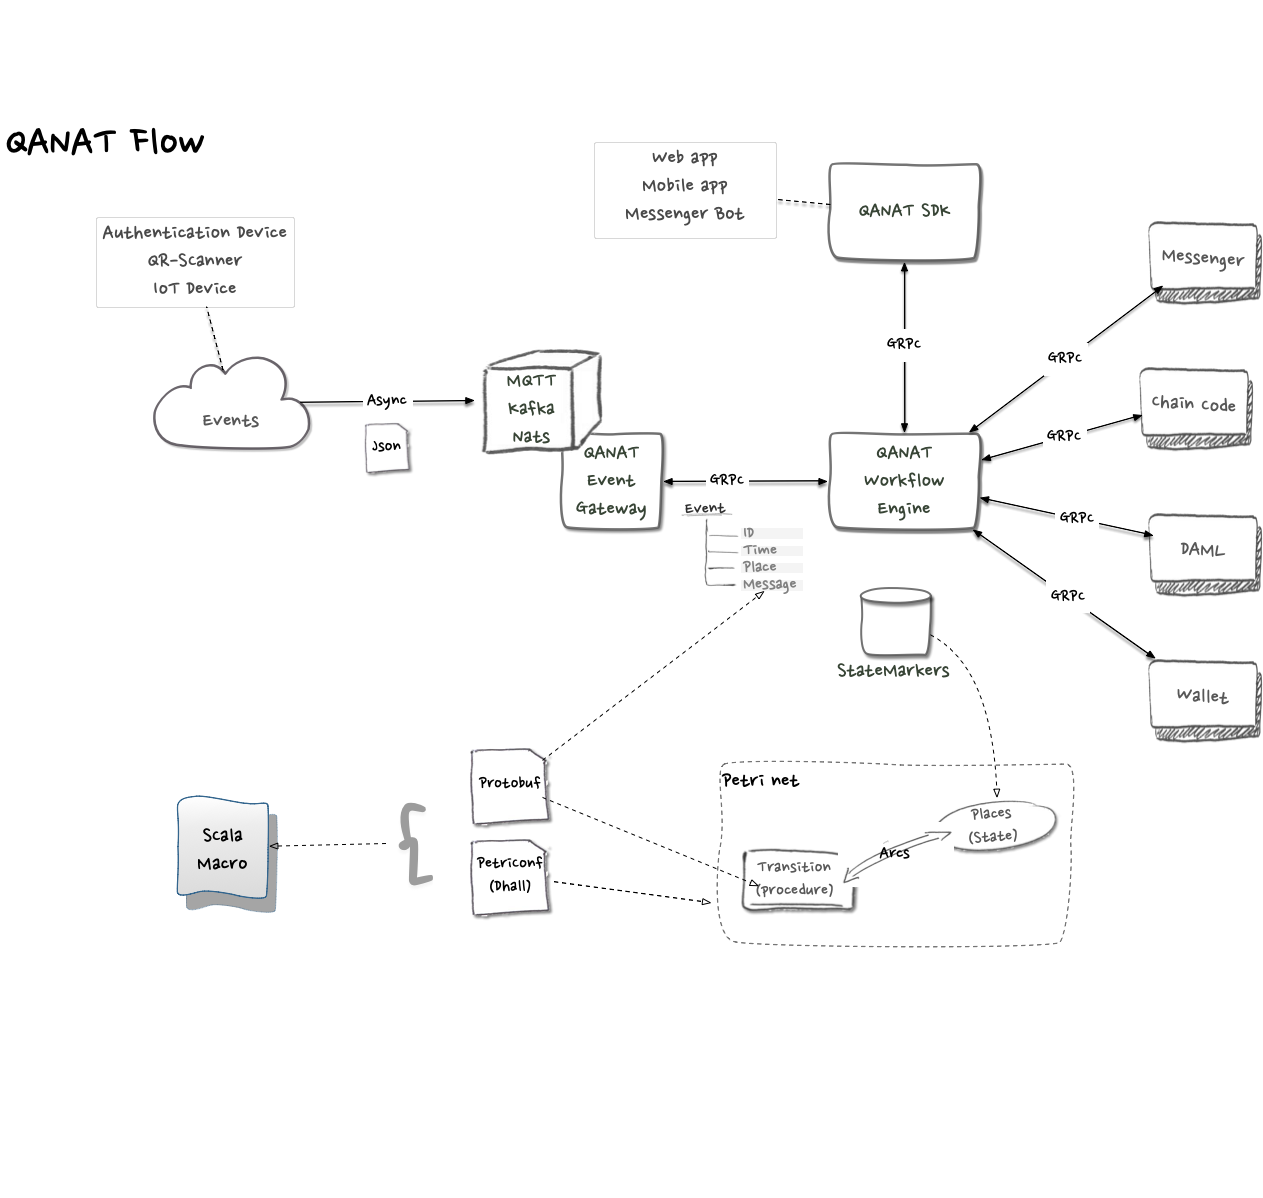 QANAT Flow
Web app
Mobile app
Messenger Bot
QANAT SDK
Authentication Device
QR-Scanner
IoT Device
Messenger
GRPc
GRPc
Events
Async
Json
MQTT
Kafka
Nats
Chain code
GRPc
QANAT
Event
Gateway
GRPc
QANAT
Workflow
Engine
Event
ID
Time
Place
Message
GRPc
DAML
GRPc
StateMarkers
Wallet
Protobuf
Petri net
Places
(State)
Scala
Macro
Petriconf
(Dhall)
Arcs
Transition
(procedure)